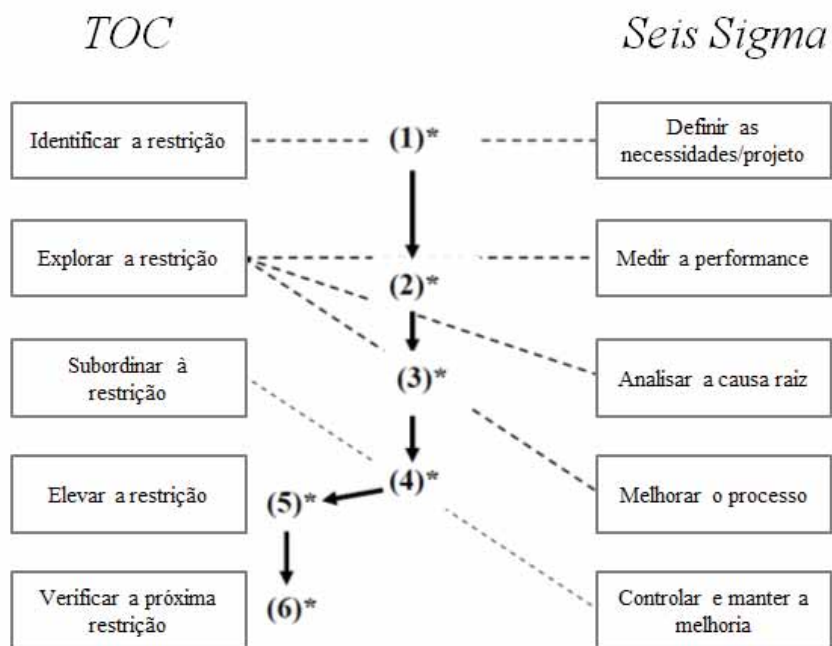 TOC
Seis Sigma
Identificar a restrição
(1)*
Definir as
necessidades/projeto
Explorar a restrição
(2)*
Medir a performance
Subordinar à
restrição
(3)*
Analisar a causa raiz
Elevar a restrição
(4)*
(5)*
Melhorar o processo
Verificar a próxima
restrição
(6)*
Controlar e manter a
melhoria